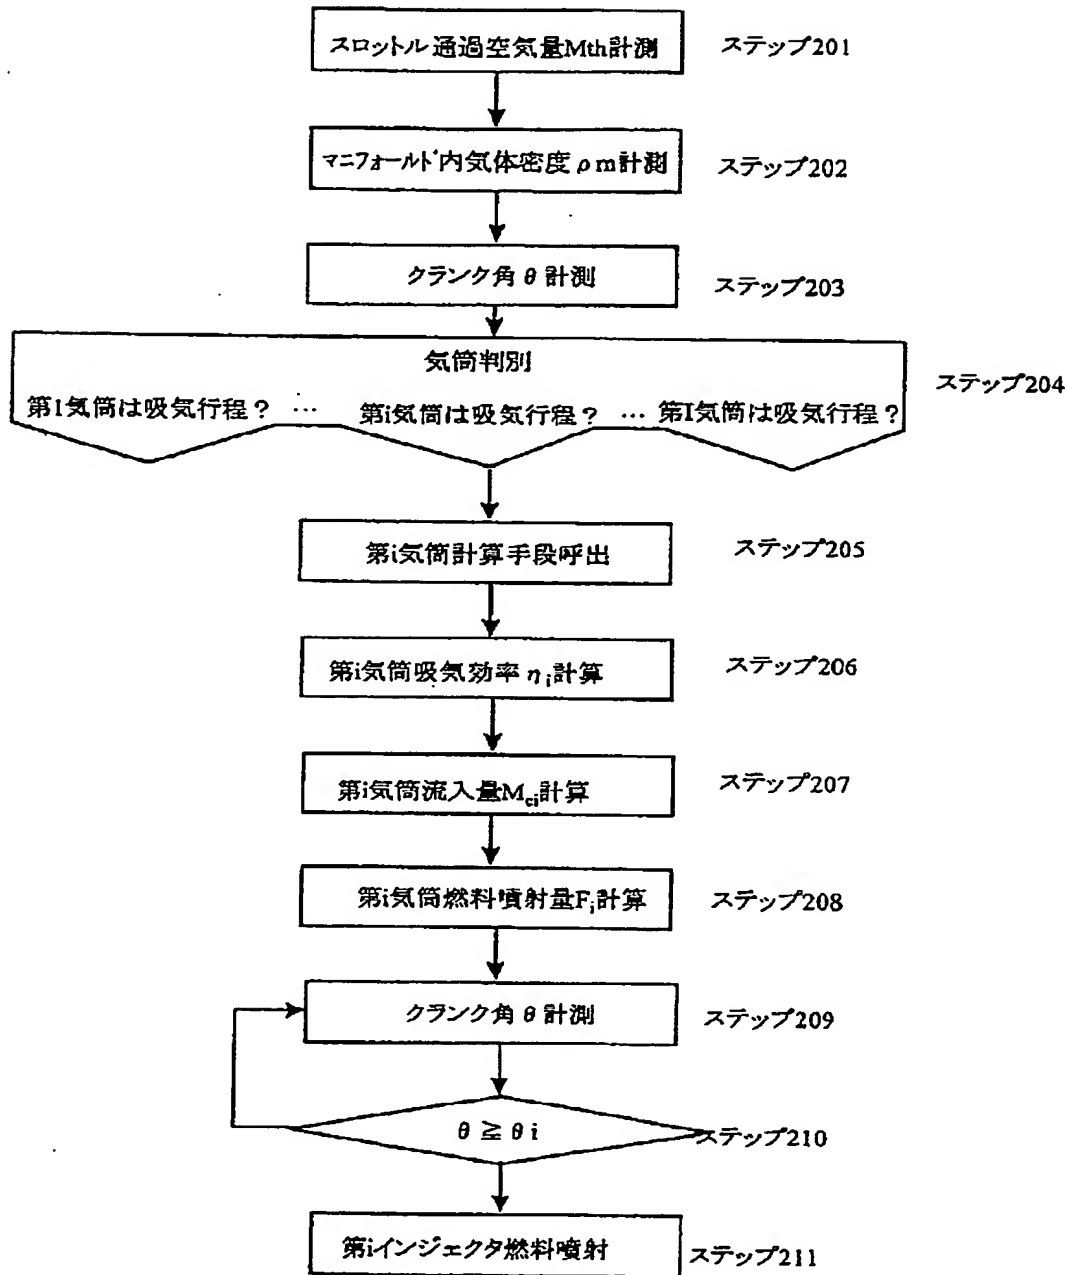 スロットル通過空気量Mth計測 ステップ201
マニフォールド内気体密度ρm計測 ステップ202
クランク角θ計測 ステップ203
気筒判別 ステップ204
第1気筒は吸気行程? … 第i気筒は吸気行程? … 第I気筒は吸気行程?
第i気筒計算手段呼出 ステップ205
第i気筒吸気効率ηi計算 ステップ206
第i気筒流入量Mci計算 ステップ207
第i気筒燃料噴射量Fi計算 ステップ208
クランク角θ計測 ステップ209
θ≧θi ステップ210
第iインジェクタ燃料噴射 ステップ211